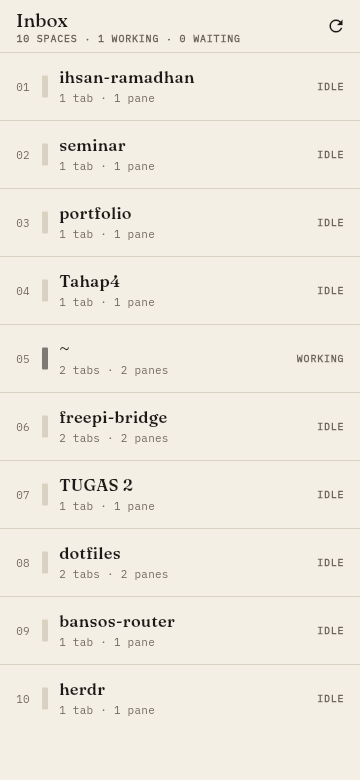 Inbox
10 SPACES · 1 WORKING · 0 WAITING
01
ihsan-ramadhan
1 tab · 1 pane
IDLE
02
seminar
1 tab · 1 pane
IDLE
03
portfolio
1 tab · 1 pane
IDLE
04
Tahap4
1 tab · 1 pane
IDLE
05
~
2 tabs · 2 panes
WORKING
06
freepi-bridge
2 tabs · 2 panes
IDLE
07
TUGAS 2
1 tab · 1 pane
IDLE
08
dotfiles
2 tabs · 2 panes
IDLE
09
bansos-router
1 tab · 1 pane
IDLE
10
herdr
1 tab · 1 pane
IDLE